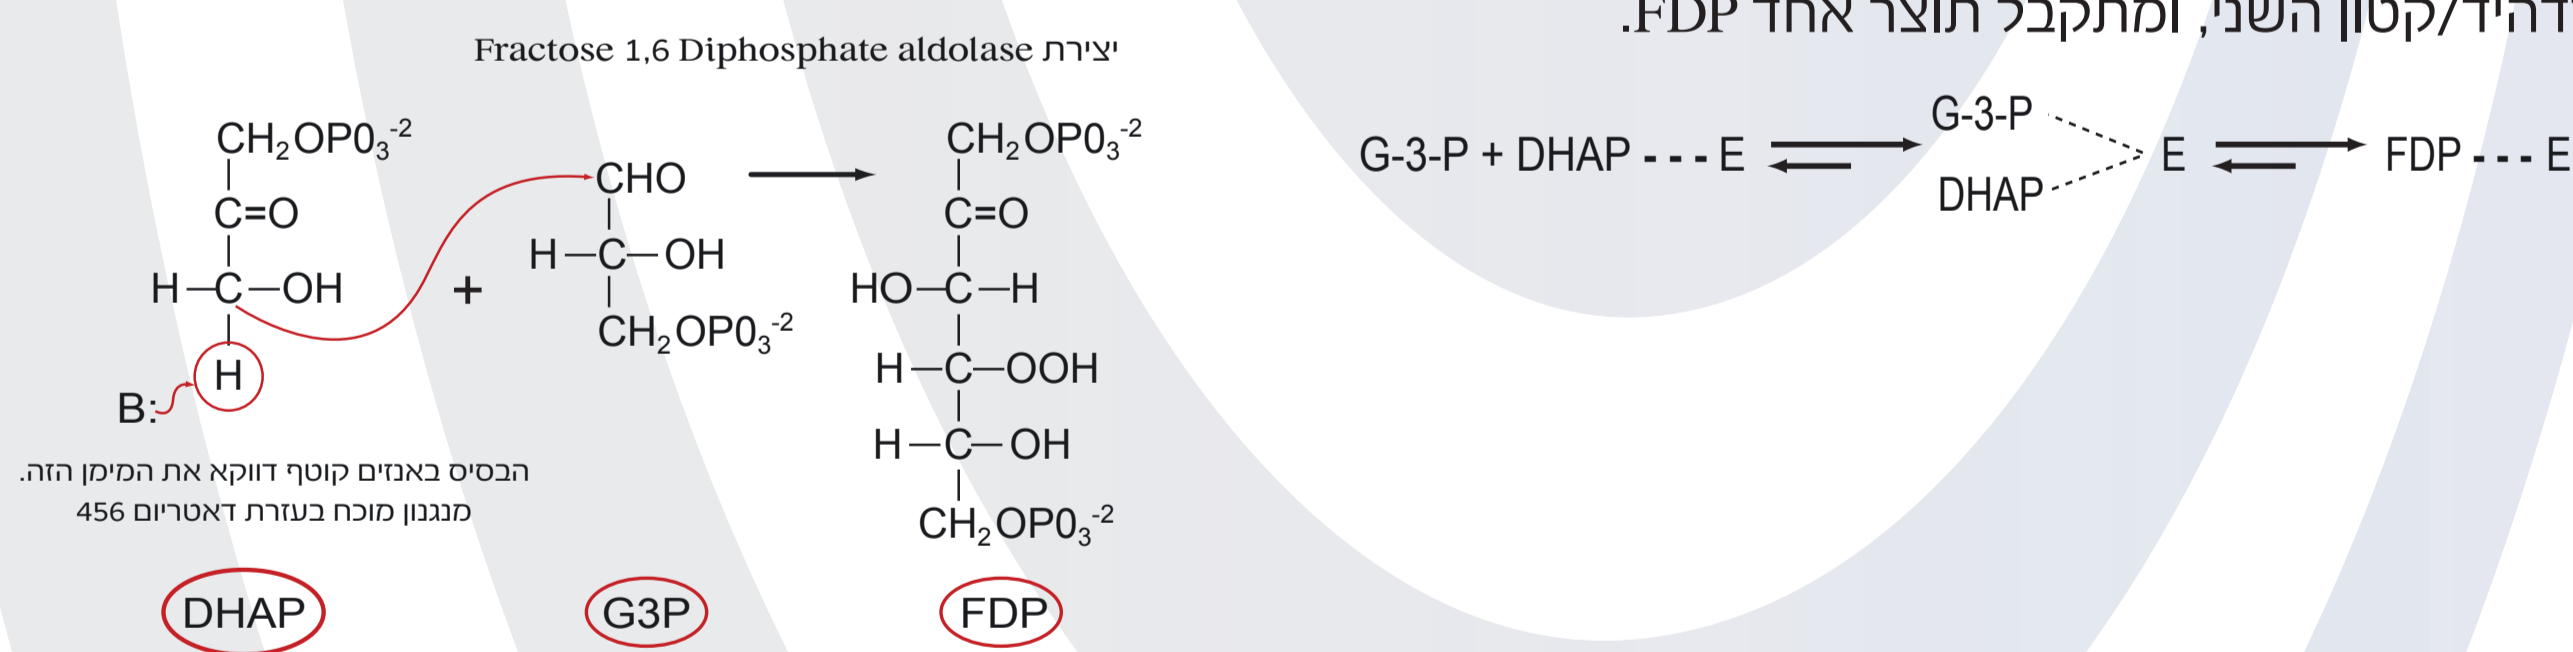 דהיד/קטון השני, ומתקבל תוצר אחד FDP.
יצירת Fractose 1,6 Diphosphate aldolase
CH₂OP0₃⁻²
C=O
H—C—OH
H
B:
+
CHO
H—C—OH
CH₂OP0₃⁻²
CH₂OP0₃⁻²
C=O
HO—C—H
H—C—OOH
H—C—OH
CH₂OP0₃⁻²
G-3-P + DHAP - - - E
G-3-P
DHAP
E
FDP - - - E
הבסיס באנזים קוטף דווקא את המימן הזה.
מנגנון מוכח בעזרת דאטריום 456
DHAP
G3P
FDP